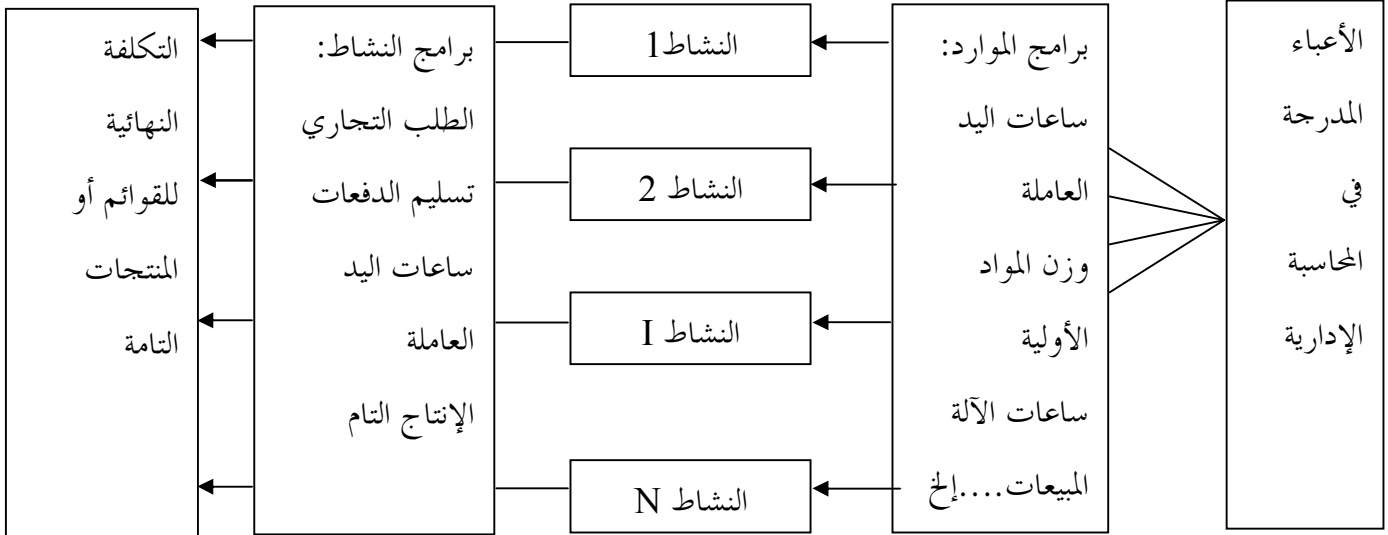 الأعباء
المدرجة
في
المحاسبة
الإدارية
برامج الموارد:
ساعات اليد
العاملة
وزن المواد
الأولية
ساعات الآلة
المبيعات....إلخ
النشاط1
النشاط 2
النشاط I
النشاط N
برامج النشاط:
الطلب التجاري
تسليم الدفعات
ساعات اليد
العاملة
الإنتاج التام
التكلفة
النهائية
للقوائم أو
المنتجات
التامة